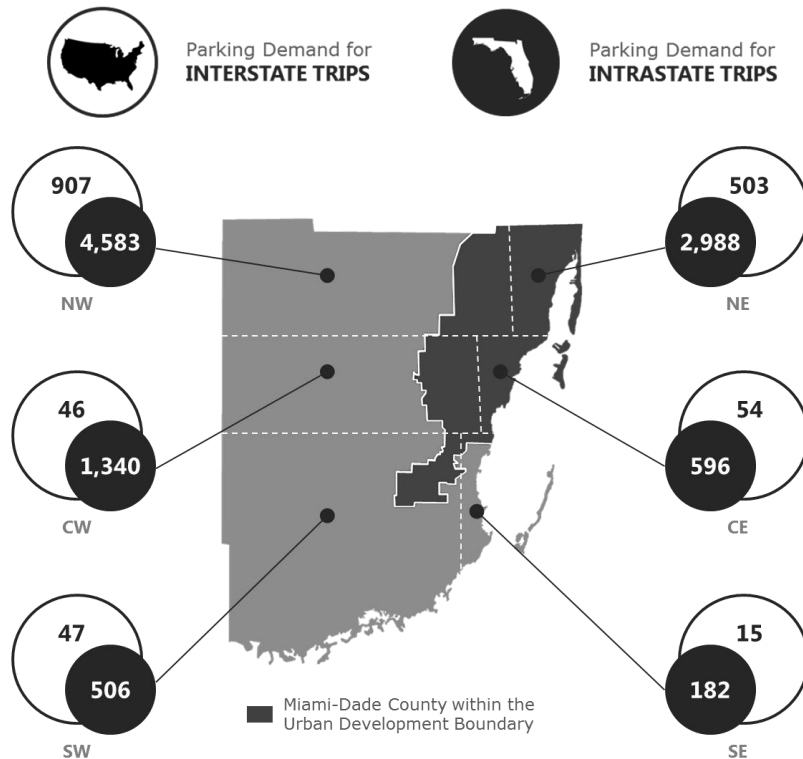 Parking Demand for
INTERSTATE TRIPS
Parking Demand for
INTRASTATE TRIPS
907
4,583
NW
503
2,988
NE
46
1,340
CW
54
596
CE
47
506
SW
15
182
SE
Miami-Dade County within the
Urban Development Boundary